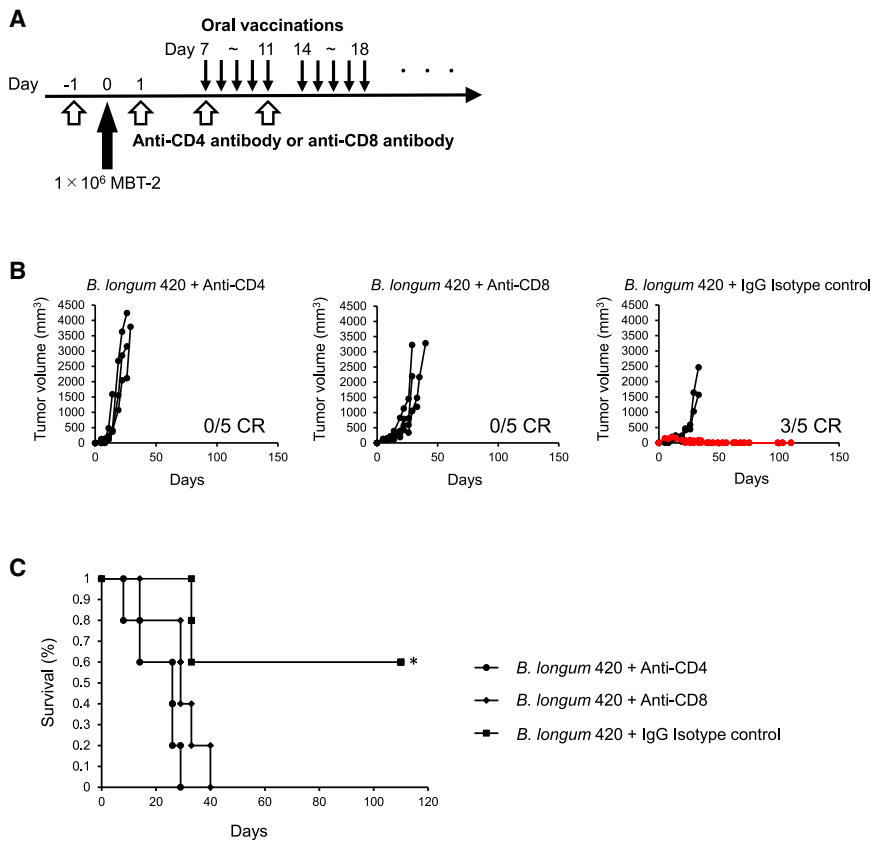 A
Oral vaccinations
Day 7 ~ 11 14 ~ 18
Day -1 0 1 . . .
Anti-CD4 antibody or anti-CD8 antibody
1 × 10⁶ MBT-2
B
B. longum 420 + Anti-CD4
Tumor volume (mm³)
4500
4000
3500
3000
2500
2000
1500
1000
500
0
0/5 CR
0 50 100 150
Days
B. longum 420 + Anti-CD8
Tumor volume (mm³)
4500
4000
3500
3000
2500
2000
1500
1000
500
0
0/5 CR
0 50 100 150
Days
B. longum 420 + IgG Isotype control
Tumor volume (mm³)
4500
4000
3500
3000
2500
2000
1500
1000
500
0
3/5 CR
0 50 100 150
Days
C
Survival (%)
1
0.9
0.8
0.7
0.6
0.5
0.4
0.3
0.2
0.1
0
*
0 20 40 60 80 100 120
Days
B. longum 420 + Anti-CD4
B. longum 420 + Anti-CD8
B. longum 420 + IgG Isotype control